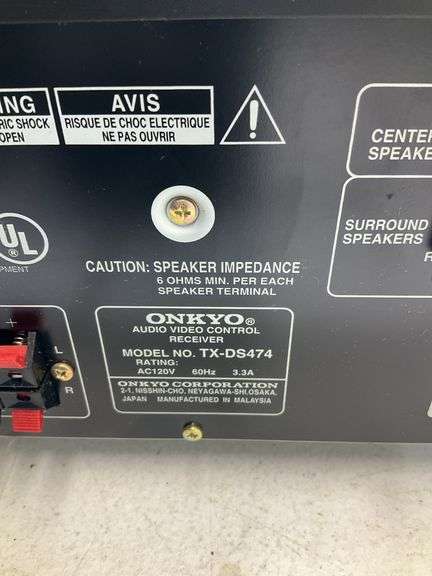 ING
RIC SHOCK
OPEN
AVIS
RISQUE DE CHOC ELECTRIQUE
NE PAS OUVRIR
CENTER
SPEAKE
SURROUND
SPEAKERS
R
UL
®
IPMENT
CAUTION: SPEAKER IMPEDANCE
6 OHMS MIN. PER EACH
SPEAKER TERMINAL
+
L
R
ONKYO®
AUDIO VIDEO CONTROL
RECEIVER
MODEL NO. TX-DS474
RATING:
AC120V 60Hz 3.3A
ONKYO CORPORATION
2-1, NISSHIN-CHO, NEYAGAWA-SHI, OSAKA,
JAPAN MANUFACTURED IN MALAYSIA